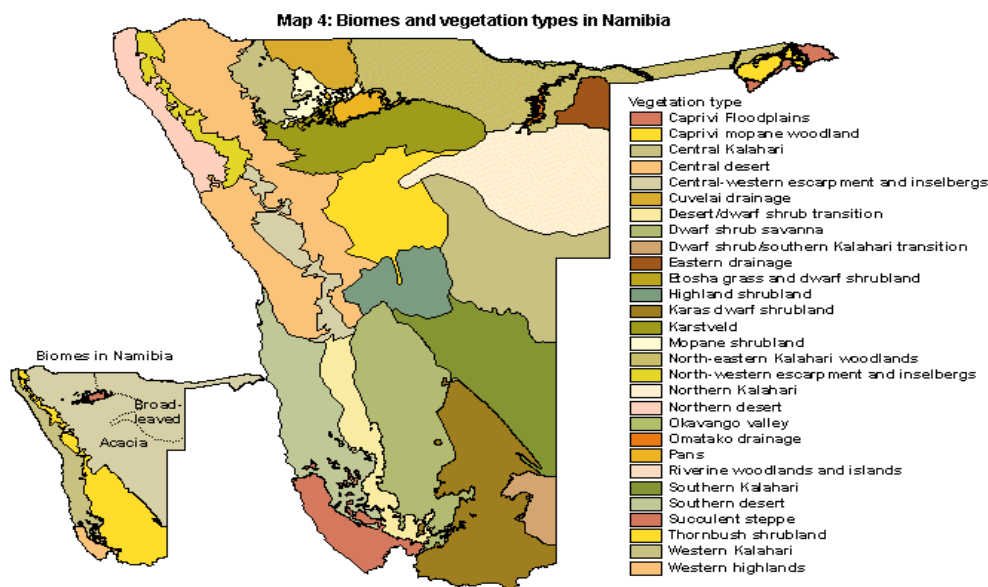 Map 4: Biomes and vegetation types in Namibia
Vegetation type
Caprivi Floodplains
Caprivi mopane woodland
Central Kalahari
Central desert
Central-western escarpment and inselbergs
Cuvelai drainage
Desert/dwarf shrub transition
Dwarf shrub savanna
Dwarf shrub/southern Kalahari transition
Eastern drainage
Etosha grass and dwarf shrubland
Highland shrubland
Karas dwarf shrubland
Karstveld
Mopane shrubland
North-eastern Kalahari woodlands
North-western escarpment and inselbergs
Northern Kalahari
Northern desert
Okavango valley
Omatako drainage
Pans
Riverine woodlands and islands
Southern Kalahari
Southern desert
Succulent steppe
Thornbush shrubland
Western Kalahari
Western highlands
Biomes in Namibia
Broad-
leaved
Acacia